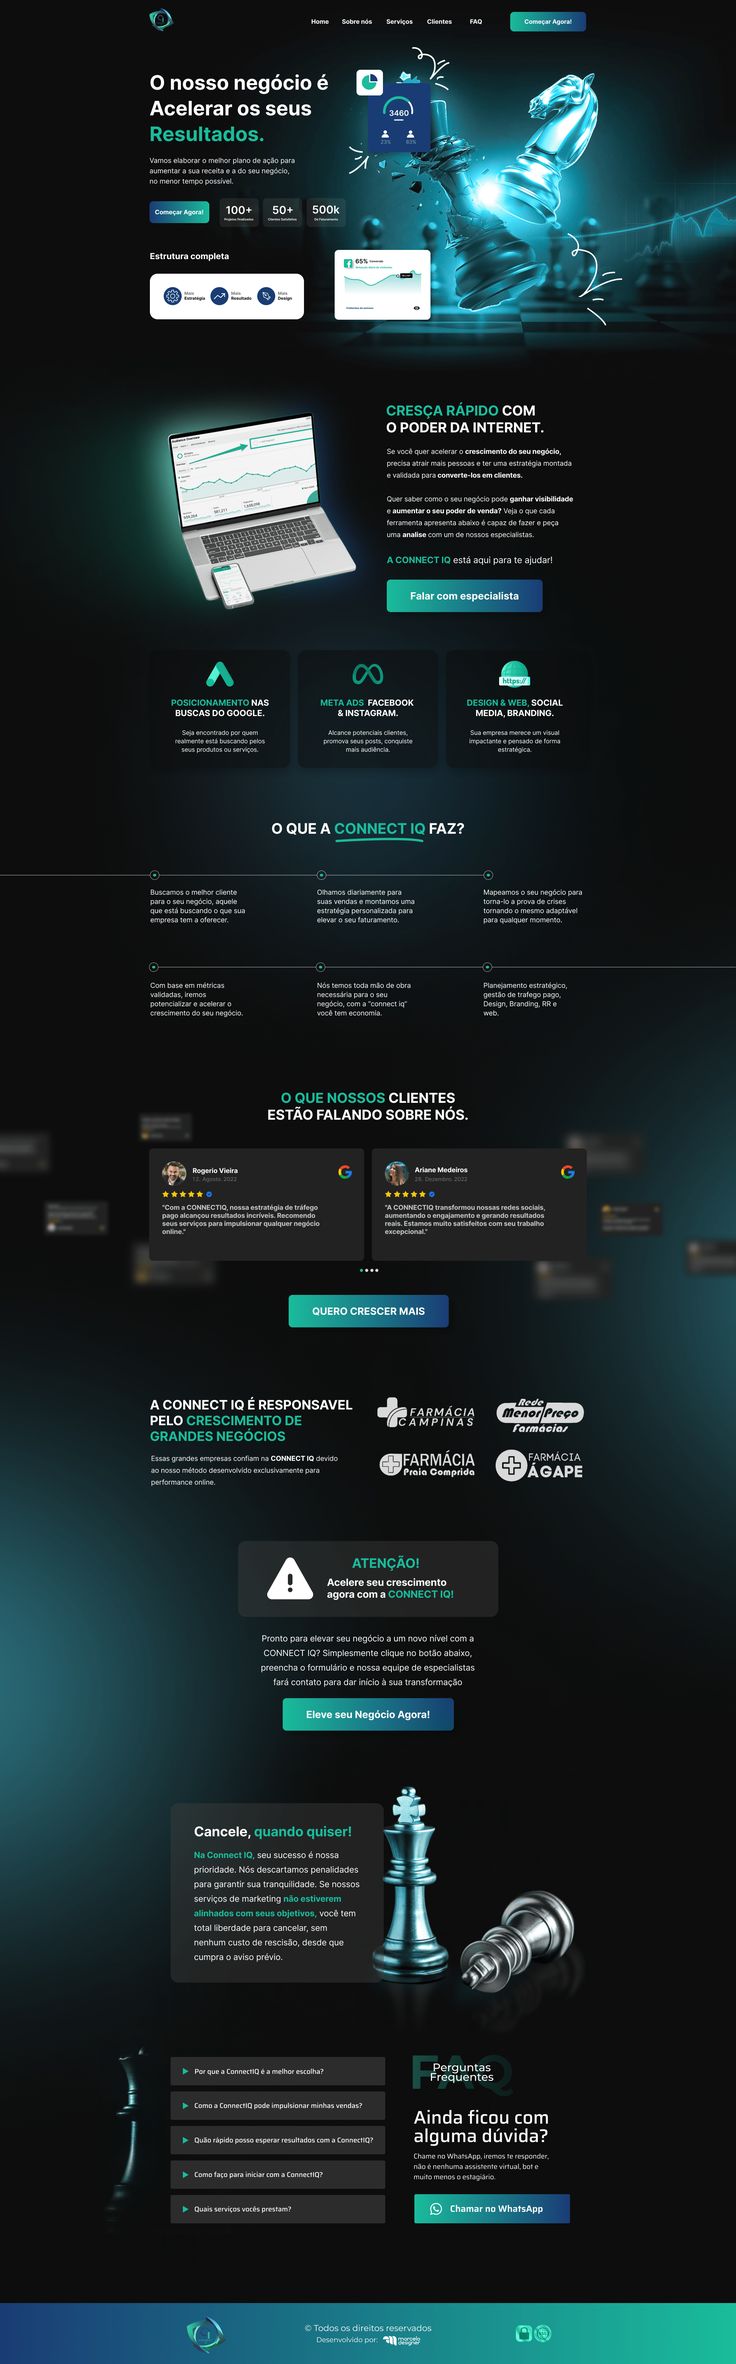 Home Sobre nós Serviços Clientes FAQ Começar Agora!
O nosso negócio é
Acelerar os seus
Resultados.
Vamos elaborar o melhor plano de ação para
aumentar a sua receita e a do seu negócio,
no menor tempo possível.
Começar Agora!
100+
Projetos finalizados
50+
Clientes Satisfeitos
500k
De Faturamento
3460
23% 83%
Estrutura completa
Mais
Estratégia
Mais
Resultado
Mais
Design
65%
CRESÇA RÁPIDO COM
O PODER DA INTERNET.
Se você quer acelerar o crescimento do seu negócio,
precisa atrair mais pessoas e ter uma estratégia montada
e validada para converte-los em clientes.
Quer saber como o seu negócio pode ganhar visibilidade
e aumentar o seu poder de venda? Veja o que cada
ferramenta apresenta abaixo é capaz de fazer e peça
uma analise com um de nossos especialistas.
A CONNECT IQ está aqui para te ajudar!
Falar com especialista
POSICIONAMENTO NAS
BUSCAS DO GOOGLE.
Seja encontrado por quem
realmente está buscando pelos
seus produtos ou serviços.
META ADS FACEBOOK
& INSTAGRAM.
Alcance potenciais clientes,
promova seus posts, conquiste
mais audiência.
https://
DESIGN & WEB, SOCIAL
MEDIA, BRANDING.
Sua empresa merece um visual
impactante e pensado de forma
estratégica.
O QUE A CONNECT IQ FAZ?
Buscamos o melhor cliente
para o seu negócio, aquele
que está buscando o que sua
empresa tem a oferecer.
Olhamos diariamente para
suas vendas e montamos uma
estratégia personalizada para
elevar o seu faturamento.
Mapeamos o seu negócio para
torna-lo a prova de crises
tornando o mesmo adaptável
para qualquer momento.
Com base em métricas
validadas, iremos
potencializar e acelerar o
crescimento do seu negócio.
Nós temos toda mão de obra
necessária para o seu
negócio, com a "connect iq"
você tem economia.
Planejamento estratégico,
gestão de trafego pago,
Design, Branding, RR e
web.
O QUE NOSSOS CLIENTES
ESTÃO FALANDO SOBRE NÓS.
Rogerio Vieira
12. Agosto. 2022
"Com a CONNECTIQ, nossa estratégia de tráfego
pago alcançou resultados incríveis. Recomendo
seus serviços para impulsionar qualquer negócio
online."
Ariane Medeiros
28. Dezembro. 2022
"A CONNECTIQ transformou nossas redes sociais,
aumentando o engajamento e gerando resultados
reais. Estamos muito satisfeitos com seu trabalho
excepcional."
QUERO CRESCER MAIS
A CONNECT IQ É RESPONSAVEL
PELO CRESCIMENTO DE
GRANDES NEGÓCIOS
Essas grandes empresas confiam na CONNECT IQ devido
ao nosso método desenvolvido exclusivamente para
performance online.
FARMÁCIA
CAMPINAS
Rede
Menor Preço
Farmácias
FARMÁCIA
Praia Comprida
FARMÁCIA
ÁGAPE
ATENÇÃO!
Acelere seu crescimento
agora com a CONNECT IQ!
Pronto para elevar seu negócio a um novo nível com a
CONNECT IQ? Simplesmente clique no botão abaixo,
preencha o formulário e nossa equipe de especialistas
fará contato para dar início à sua transformação
Eleve seu Negócio Agora!
Cancele, quando quiser!
Na Connect IQ, seu sucesso é nossa
prioridade. Nós descartamos penalidades
para garantir sua tranquilidade. Se nossos
serviços de marketing não estiverem
alinhados com seus objetivos, você tem
total liberdade para cancelar, sem
nenhum custo de rescisão, desde que
cumpra o aviso prévio.
Por que a ConnectIQ é a melhor escolha?
Como a ConnectIQ pode impulsionar minhas vendas?
Quão rápido posso esperar resultados com a ConnectIQ?
Como faço para iniciar com a ConnectIQ?
Quais serviços vocês prestam?
FAQ
Perguntas
Frequentes
Ainda ficou com
alguma dúvida?
Chame no WhatsApp, iremos te responder,
não é nenhuma assistente virtual, bot e
muito menos o estagiário.
Chamar no WhatsApp
© Todos os direitos reservados
Desenvolvido por: marcelo
designer